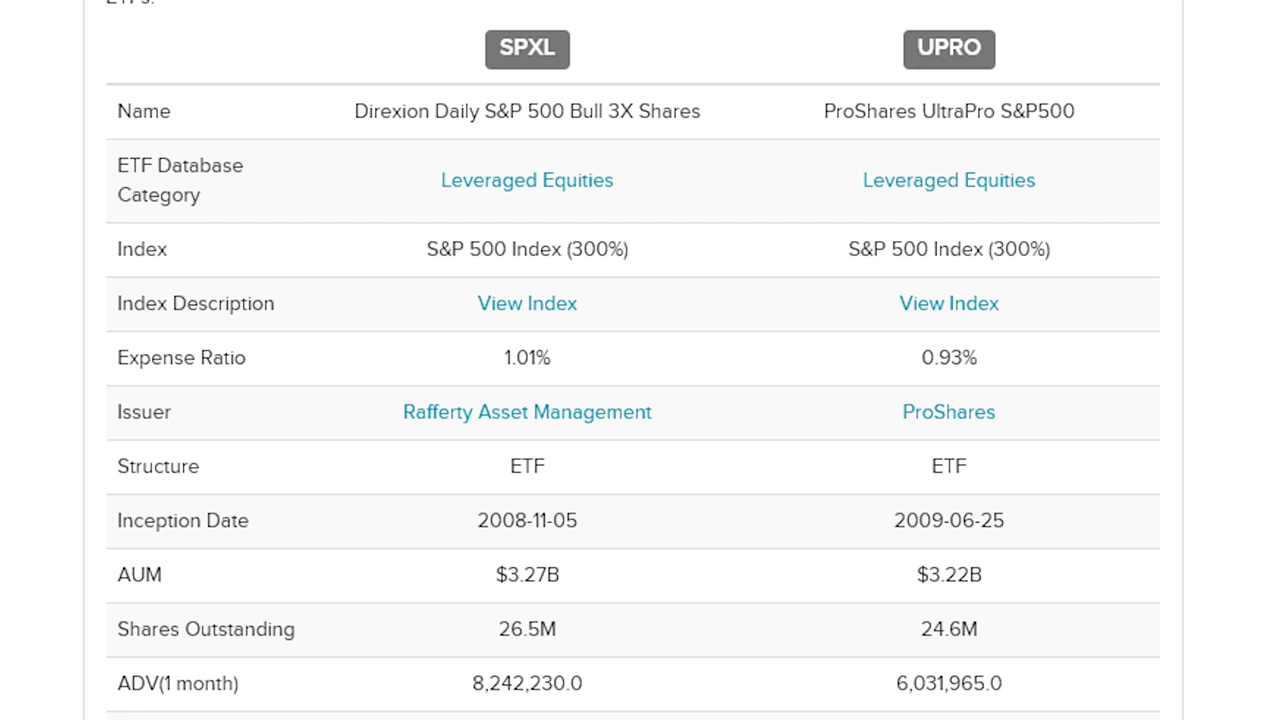 SPXL UPRO
Name Direxion Daily S&P 500 Bull 3X Shares ProShares UltraPro S&P500
ETF Database
Category Leveraged Equities Leveraged Equities
Index S&P 500 Index (300%) S&P 500 Index (300%)
Index Description View Index View Index
Expense Ratio 1.01% 0.93%
Issuer Rafferty Asset Management ProShares
Structure ETF ETF
Inception Date 2008-11-05 2009-06-25
AUM $3.27B $3.22B
Shares Outstanding 26.5M 24.6M
ADV(1 month) 8,242,230.0 6,031,965.0